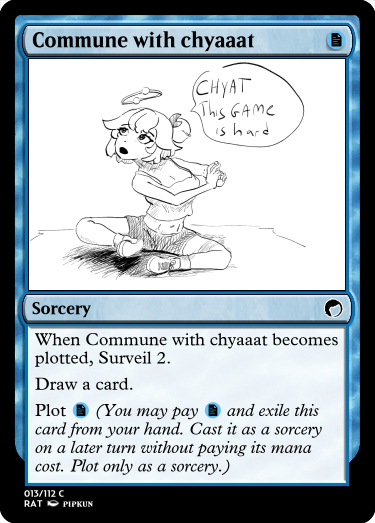 Commune with chyaaat
CHYAT
This GAME
is hard
Sorcery
When Commune with chyaaat becomes
plotted, Surveil 2.
Draw a card.
Plot (You may pay and exile this
card from your hand. Cast it as a sorcery
on a later turn without paying its mana
cost. Plot only as a sorcery.)
013/112 C
RAT PIPKUN